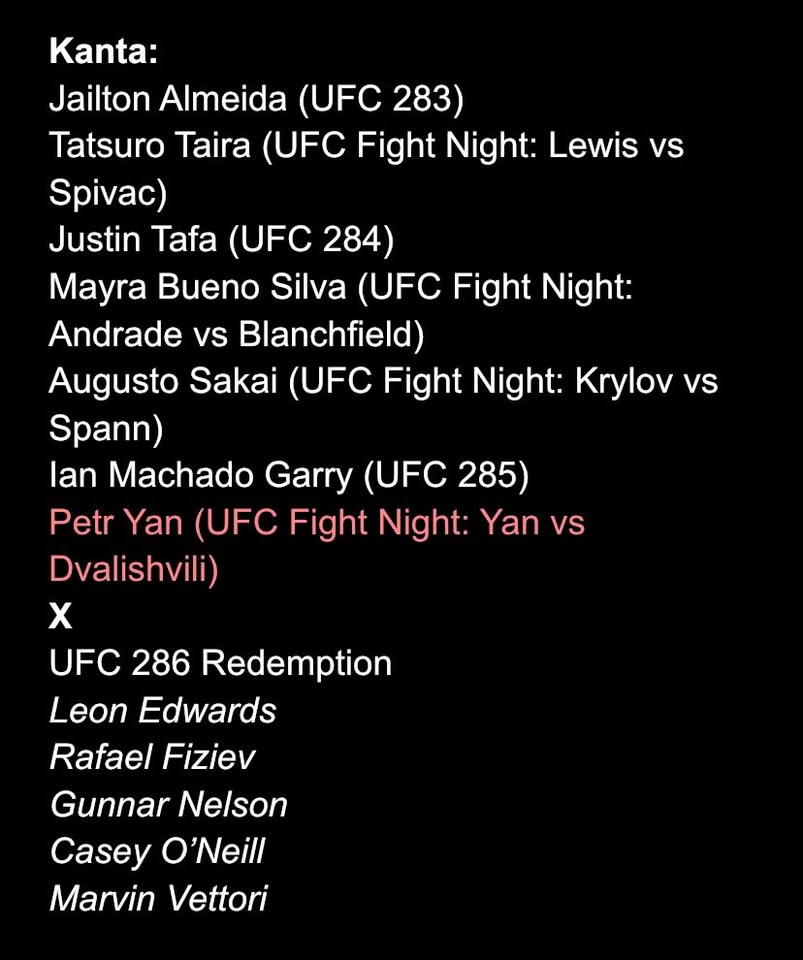 Kanta:
Jailton Almeida (UFC 283)
Tatsuro Taira (UFC Fight Night: Lewis vs
Spivac)
Justin Tafa (UFC 284)
Mayra Bueno Silva (UFC Fight Night:
Andrade vs Blanchfield)
Augusto Sakai (UFC Fight Night: Krylov vs
Spann)
Ian Machado Garry (UFC 285)
Petr Yan (UFC Fight Night: Yan vs
Dvalishvili)
X
UFC 286 Redemption
Leon Edwards
Rafael Fiziev
Gunnar Nelson
Casey O’Neill
Marvin Vettori